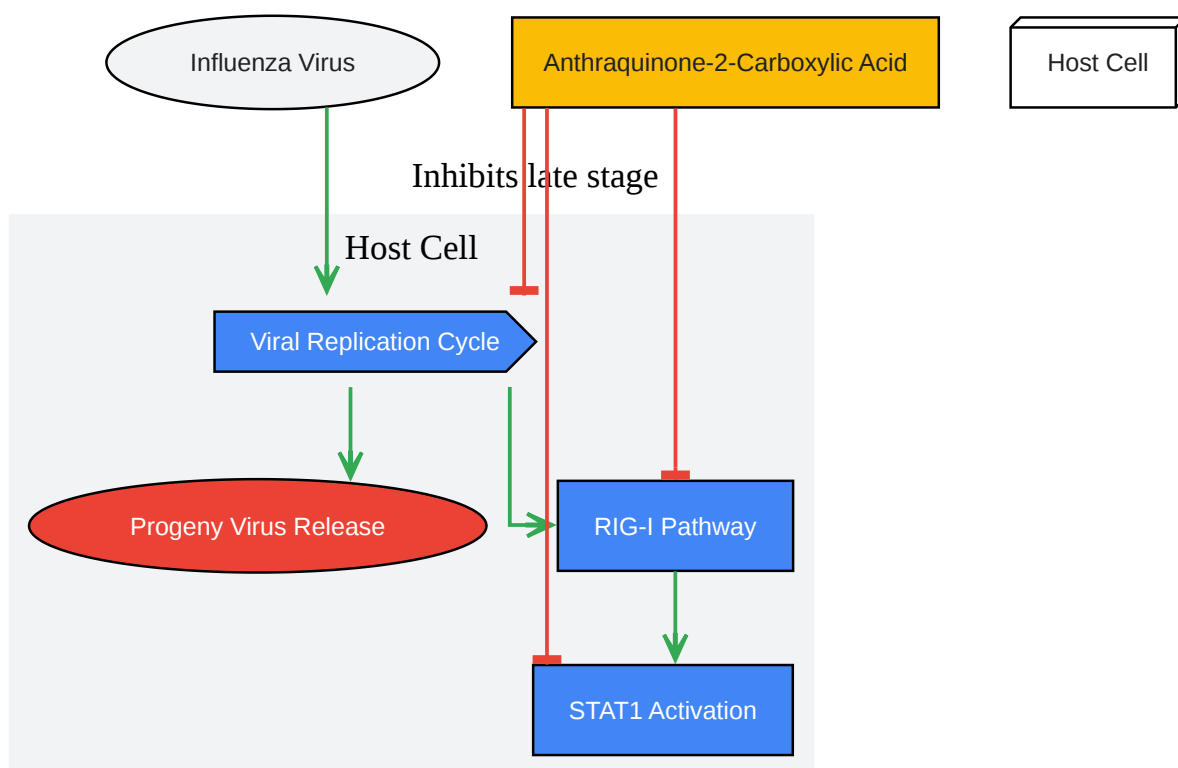 Influenza Virus
Anthraquinone-2-Carboxylic Acid
Host Cell
Inhibits late stage
Host Cell
Viral Replication Cycle
Progeny Virus Release
RIG-I Pathway
STAT1 Activation